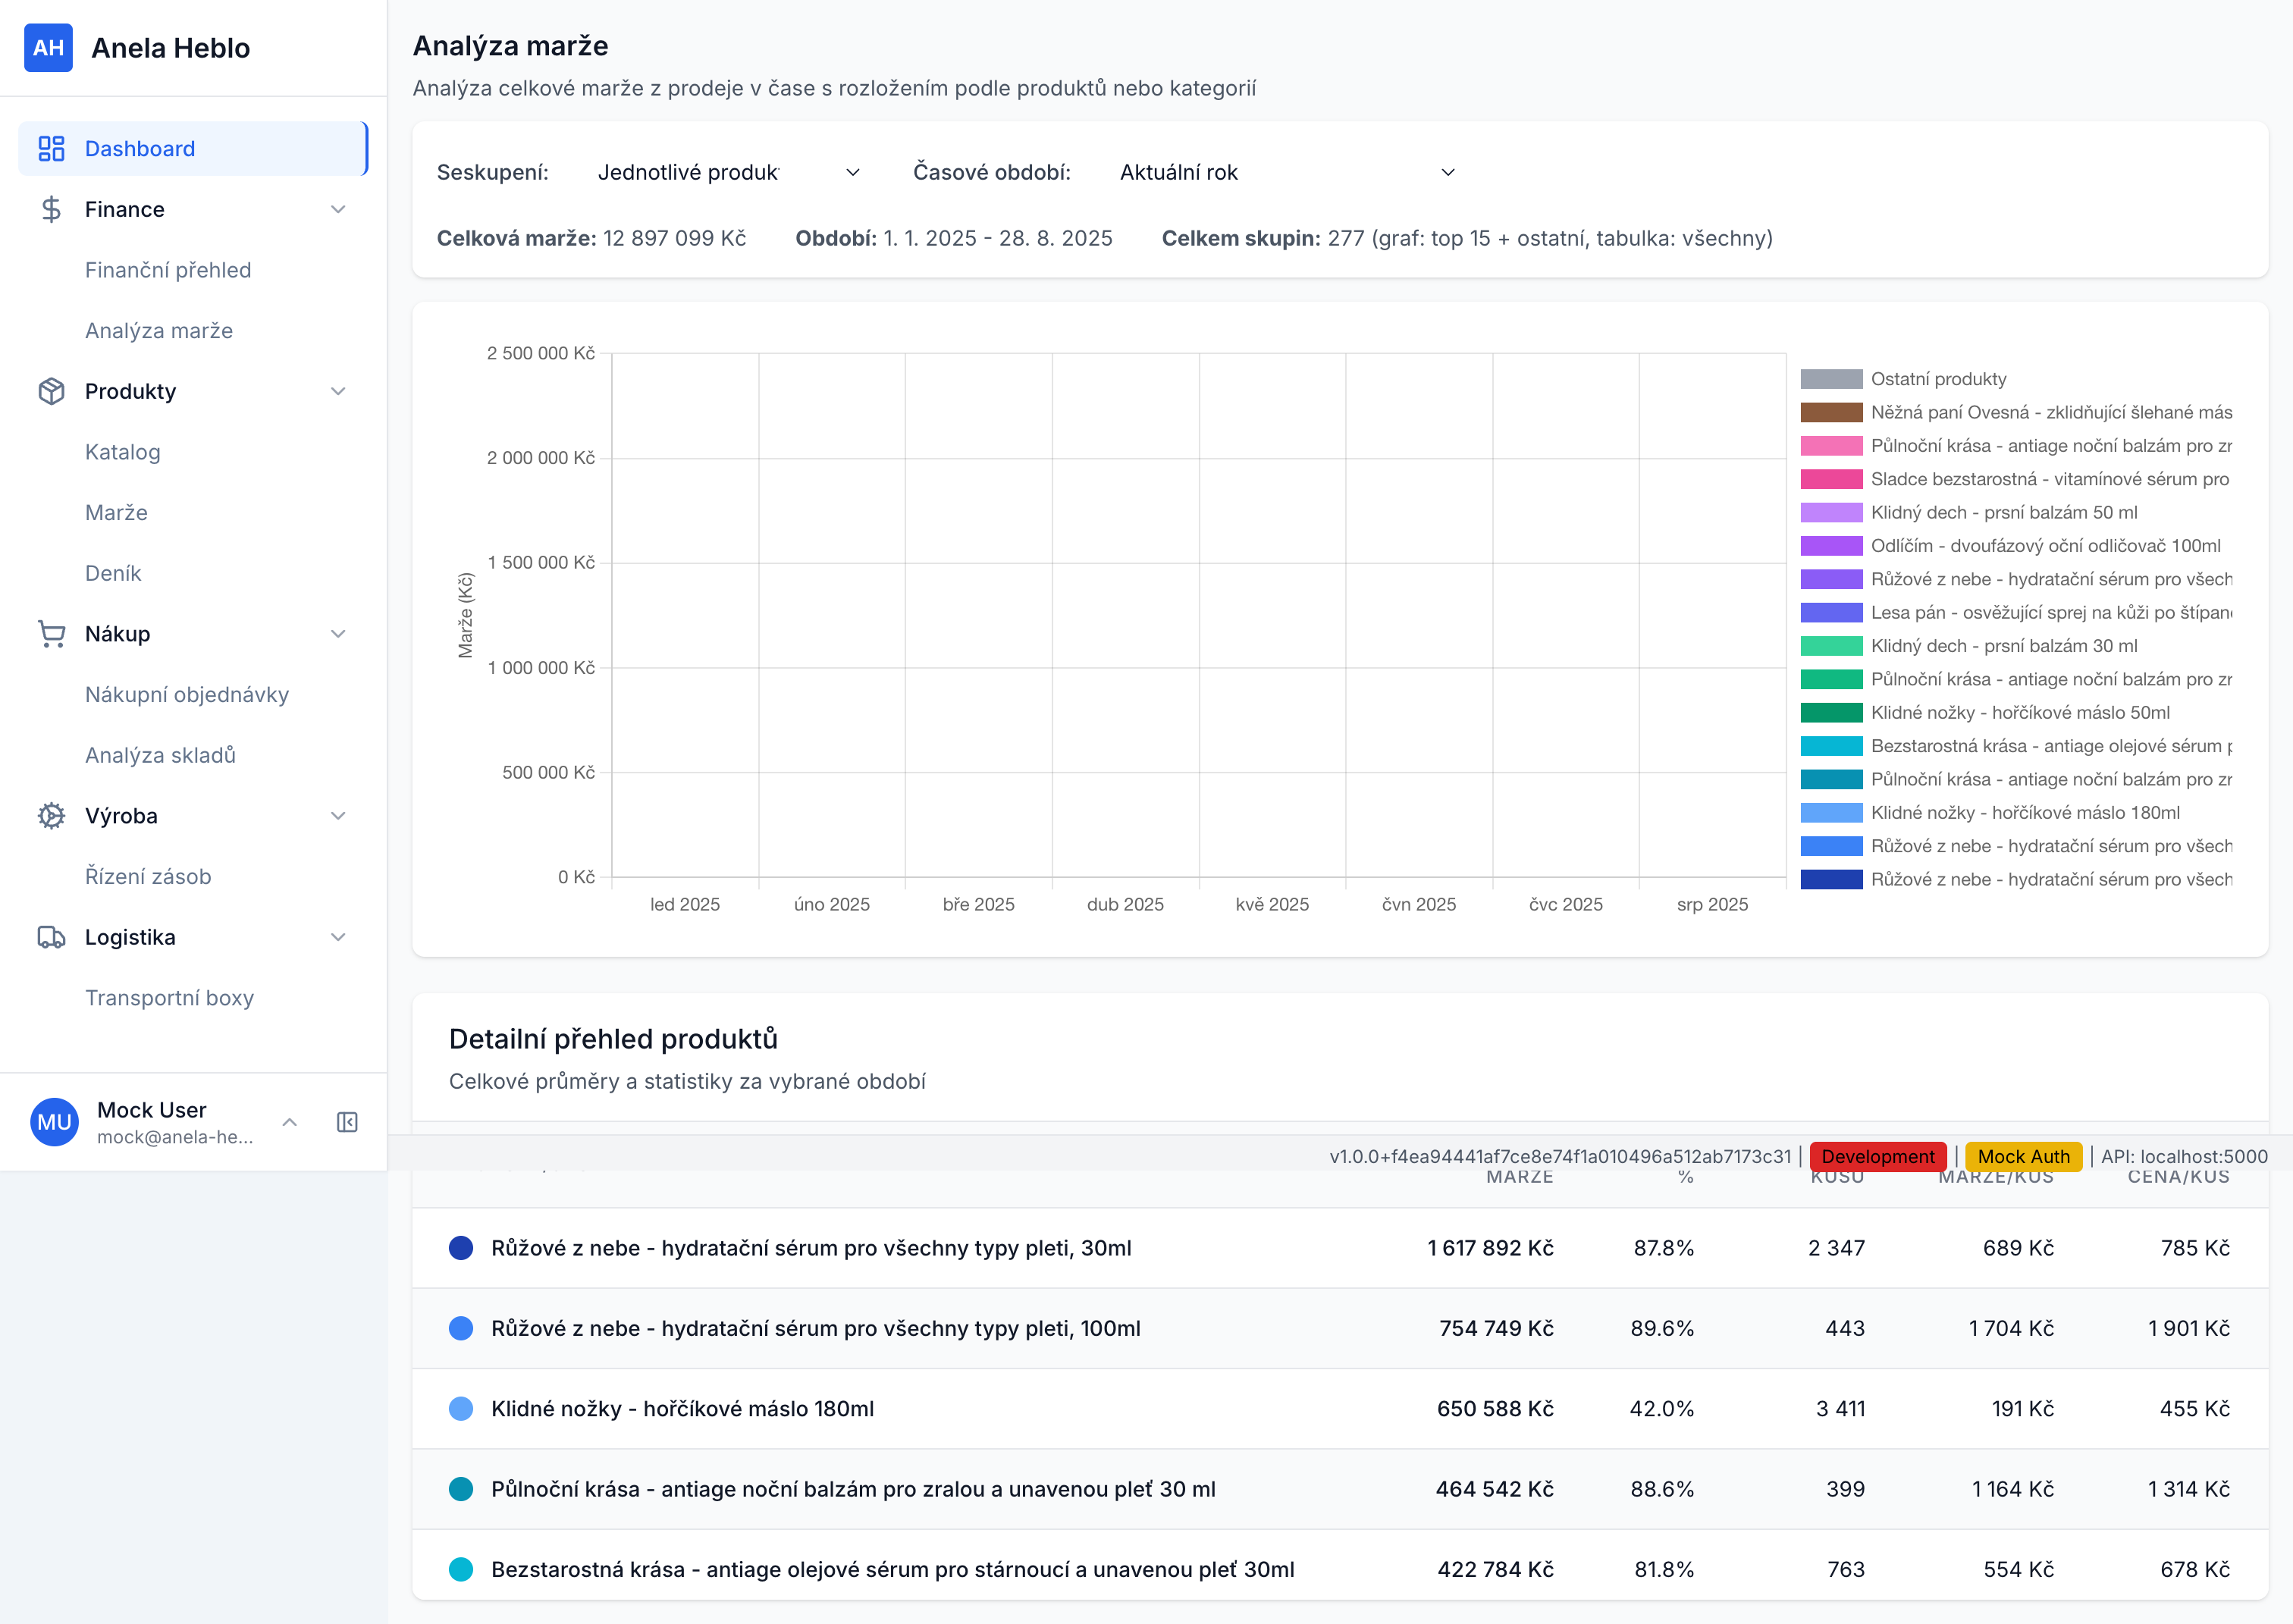 AH Anela Heblo
Dashboard
Finance
Finanční přehled
Analýza marže
Produkty
Katalog
Marže
Deník
Nákup
Nákupní objednávky
Analýza skladů
Výroba
Řízení zásob
Logistika
Transportní boxy
MU Mock User
mock@anela-he...
Analýza marže
Analýza celkové marže z prodeje v čase s rozložením podle produktů nebo kategorií
Seskupení: Jednotlivé produk Časové období: Aktuální rok
Celková marže: 12 897 099 Kč Období: 1. 1. 2025 - 28. 8. 2025 Celkem skupin: 277 (graf: top 15 + ostatní, tabulka: všechny)
Marže (Kč)
2 500 000 Kč
2 000 000 Kč
1 500 000 Kč
1 000 000 Kč
500 000 Kč
0 Kč
led 2025 úno 2025 bře 2025 dub 2025 kvě 2025 čvn 2025 čvc 2025 srp 2025
Ostatní produkty
Něžná paní Ovesná - zklidňující šlehané más
Půlnoční krása - antiage noční balzám pro zr
Sladce bezstarostná - vitamínové sérum pro
Klidný dech - prsní balzám 50 ml
Odlíčím - dvoufázový oční odličovač 100ml
Růžové z nebe - hydratační sérum pro všech
Lesa pán - osvěžující sprej na kůži po štípan
Klidný dech - prsní balzám 30 ml
Půlnoční krása - antiage noční balzám pro zr
Klidné nožky - hořčíkové máslo 50ml
Bezstarostná krása - antiage olejové sérum p
Půlnoční krása - antiage noční balzám pro zr
Klidné nožky - hořčíkové máslo 180ml
Růžové z nebe - hydratační sérum pro všech
Růžové z nebe - hydratační sérum pro všech
Detailní přehled produktů
Celkové průměry a statistiky za vybrané období
v1.0.0+f4ea94441af7ce8e74f1a010496a512ab7173c31 | Development | Mock Auth | API: localhost:5000
MARŽE % KUSŮ MARŽE/KUS CENA/KUS
Růžové z nebe - hydratační sérum pro všechny typy pleti, 30ml 1 617 892 Kč 87.8% 2 347 689 Kč 785 Kč
Růžové z nebe - hydratační sérum pro všechny typy pleti, 100ml 754 749 Kč 89.6% 443 1 704 Kč 1 901 Kč
Klidné nožky - hořčíkové máslo 180ml 650 588 Kč 42.0% 3 411 191 Kč 455 Kč
Půlnoční krása - antiage noční balzám pro zralou a unavenou pleť 30 ml 464 542 Kč 88.6% 399 1 164 Kč 1 314 Kč
Bezstarostná krása - antiage olejové sérum pro stárnoucí a unavenou pleť 30ml 422 784 Kč 81.8% 763 554 Kč 678 Kč